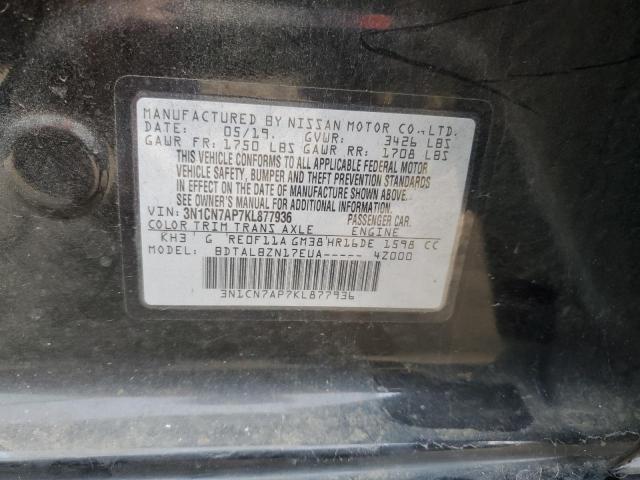 MANUFACTURED BY NISSAN MOTOR CO.,LTD.
DATE: 05/19. GVWR: 3426 LBS
GAWR FR: 1750 LBS GAWR RR: 1708 LBS
THIS VEHICLE CONFORMS TO ALL APPLICABLE FEDERAL MOTOR
VEHICLE SAFETY, BUMPER AND THEFT PREVENTION STANDARDS
IN EFFECT ON THE DATE OF MANUFACTURE SHOWN ABOVE.
SEE OWNER'S MANUAL FOR ADDITIONAL INFORMATION.
VIN: 3N1CN7AP7KL877936 PASSENGER CAR.
COLOR TRIM TRANS AXLE ENGINE
KH3 G RE0F11A GM38 HR16DE 1598 CC
MODEL: BDTALBZN17EUA----- 4Z000
3N1CN7AP7KL877936